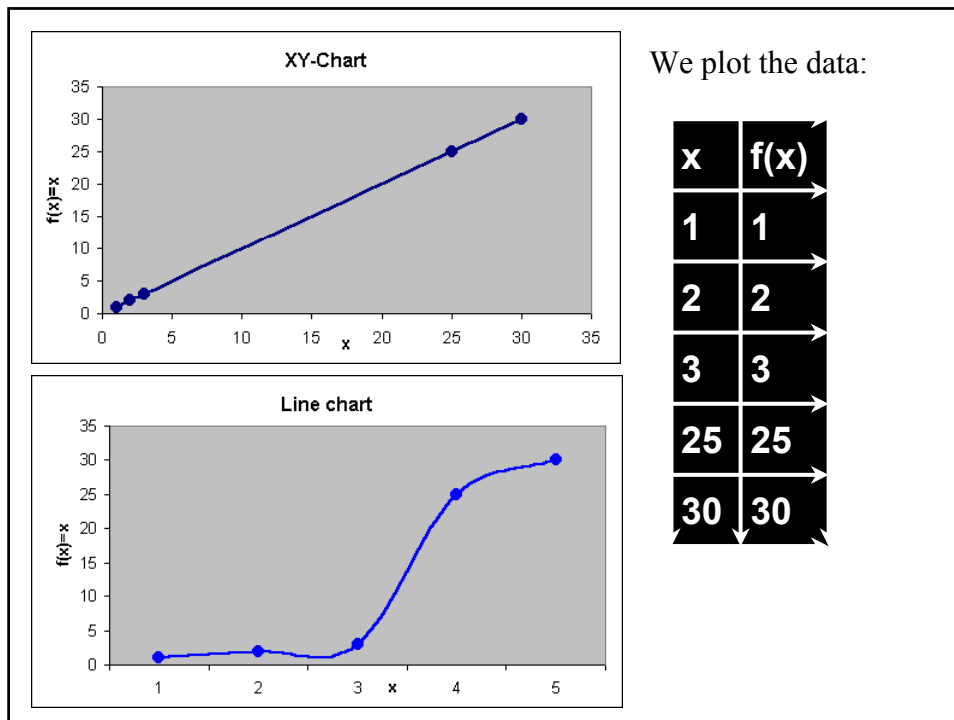 XY-Chart
35
30
25
20
15
10
5
0
f(x)=x
0 5 10 15 20 25 30 35
x
Line chart
35
30
25
20
15
10
5
0
f(x)=x
1 2 3 4 5
x
We plot the data:
x f(x)
1 1
2 2
3 3
25 25
30 30